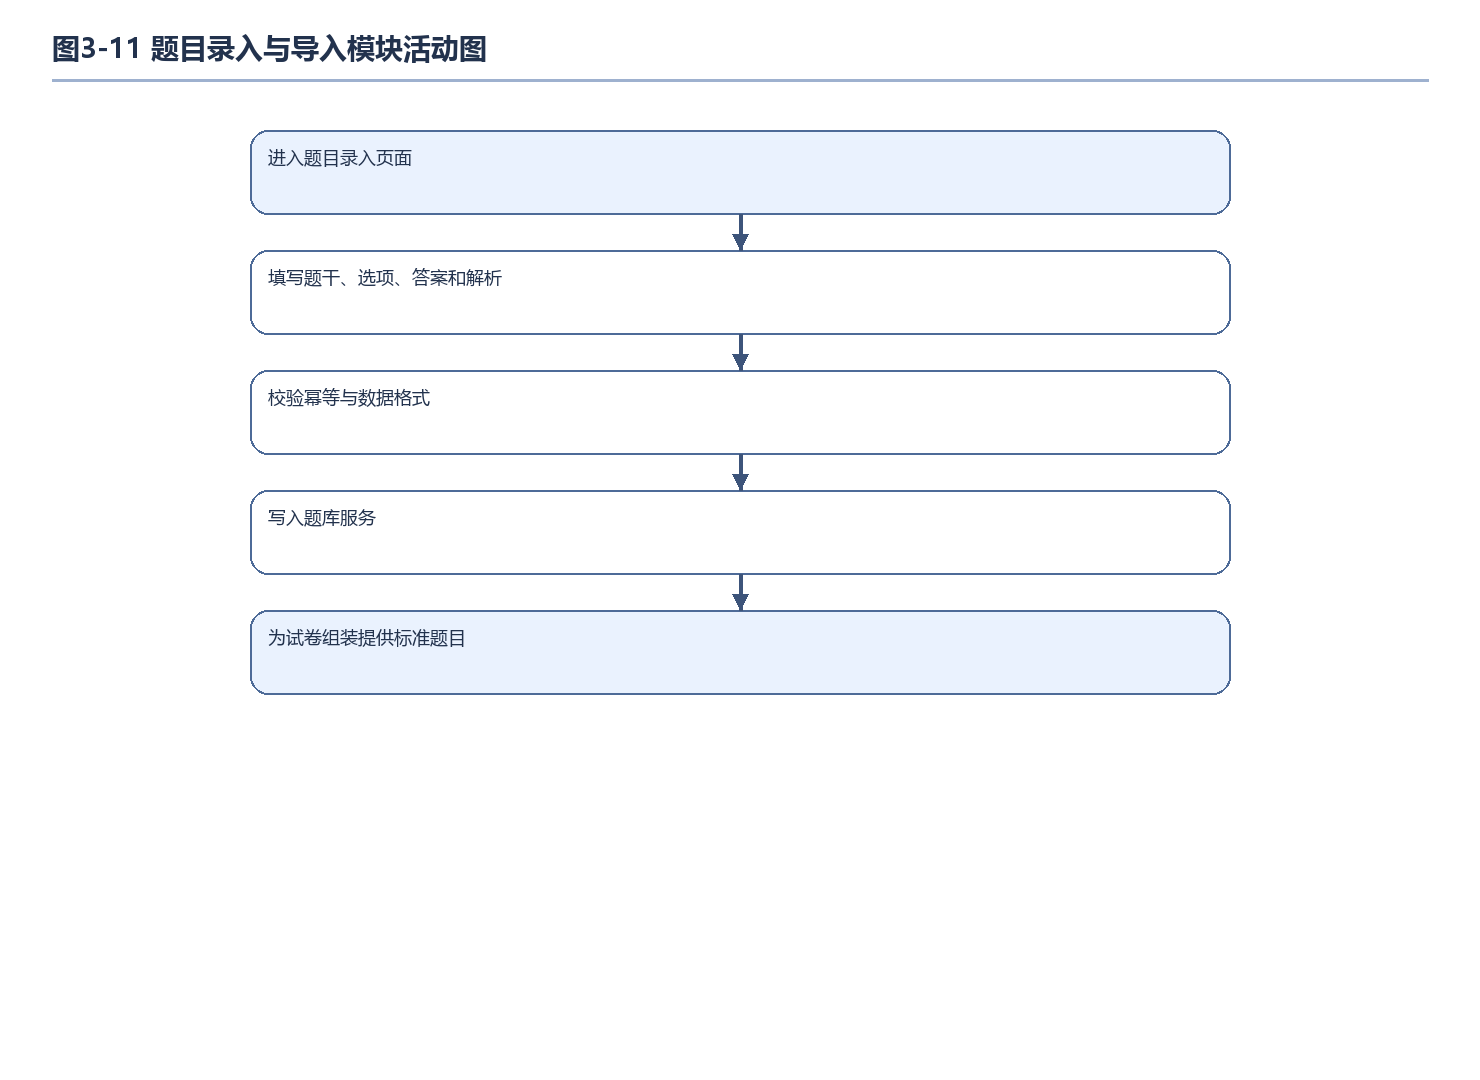 图3-11 题目录入与导入模块活动图
进入题目录入页面
填写题干、选项、答案和解析
校验幂等与数据格式
写入题库服务
为试卷组装提供标准题目